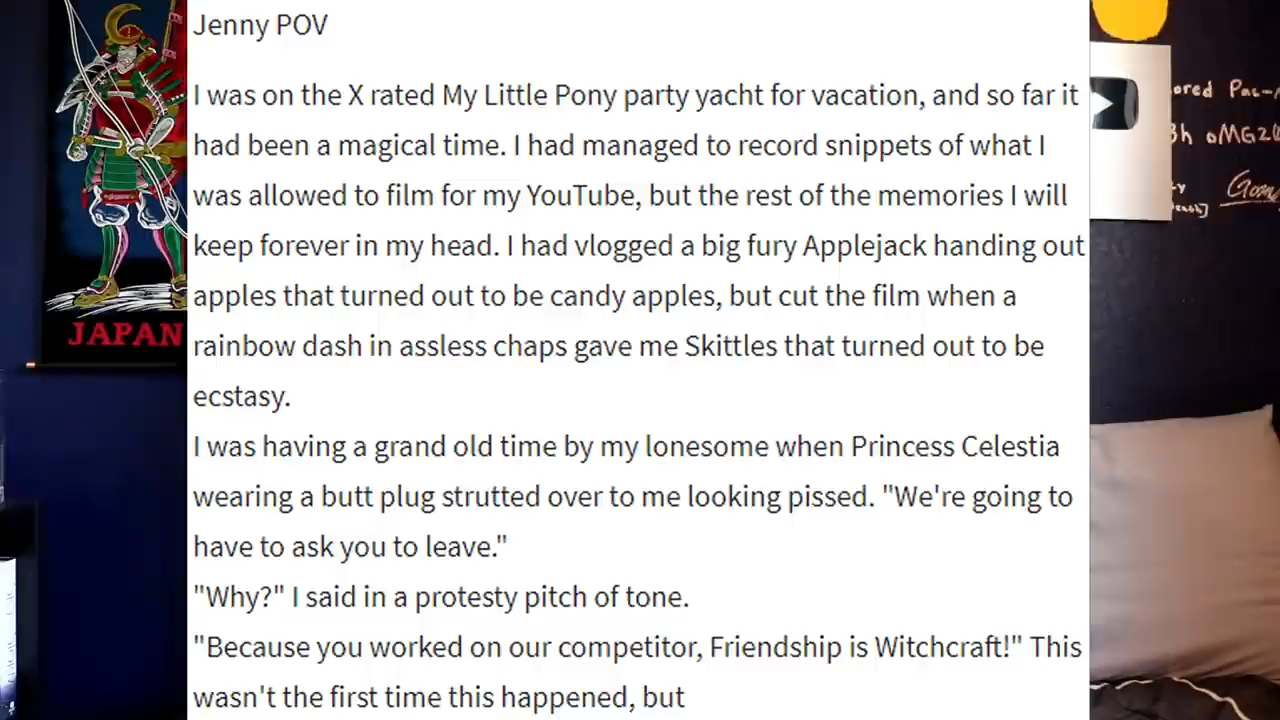 Jenny POV
I was on the X rated My Little Pony party yacht for vacation, and so far it
had been a magical time. I had managed to record snippets of what I
was allowed to film for my YouTube, but the rest of the memories I will
keep forever in my head. I had vlogged a big fury Applejack handing out
apples that turned out to be candy apples, but cut the film when a
rainbow dash in assless chaps gave me Skittles that turned out to be
ecstasy.
I was having a grand old time by my lonesome when Princess Celestia
wearing a butt plug strutted over to me looking pissed. "We're going to
have to ask you to leave."
"Why?" I said in a protesty pitch of tone.
"Because you worked on our competitor, Friendship is Witchcraft!" This
wasn't the first time this happened, but
JAPAN